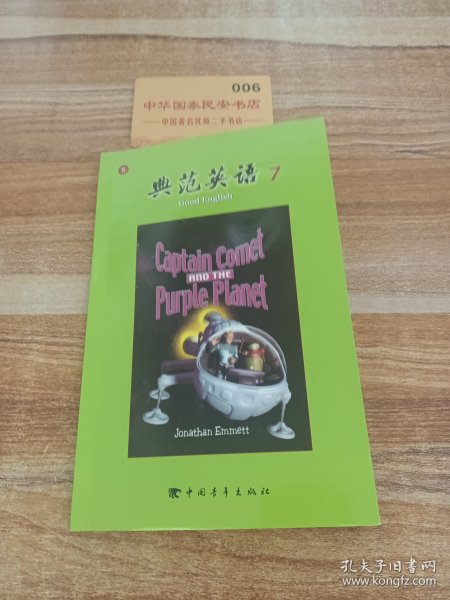 006
中华国泰民安书店
中国著名优质二手书店
5
典范英语 7
Good English
Captain Comet
AND THE
Purple Planet
Jonathan Emmett
中国青年出版社
孔夫子旧书网
www.kongfz.com